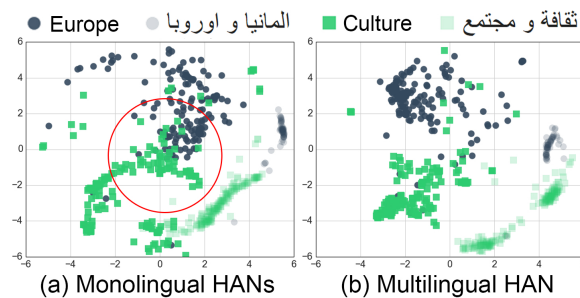 Europe المانيا و اوروبا Culture ثقافة و مجتمع
6 6
4 4
2 2
0 0
−2 −2
−4 −4
−6 −6
−6 −4 −2 0 2 4 6 −6 −4 −2 0 2 4 6
(a) Monolingual HANs (b) Multilingual HAN